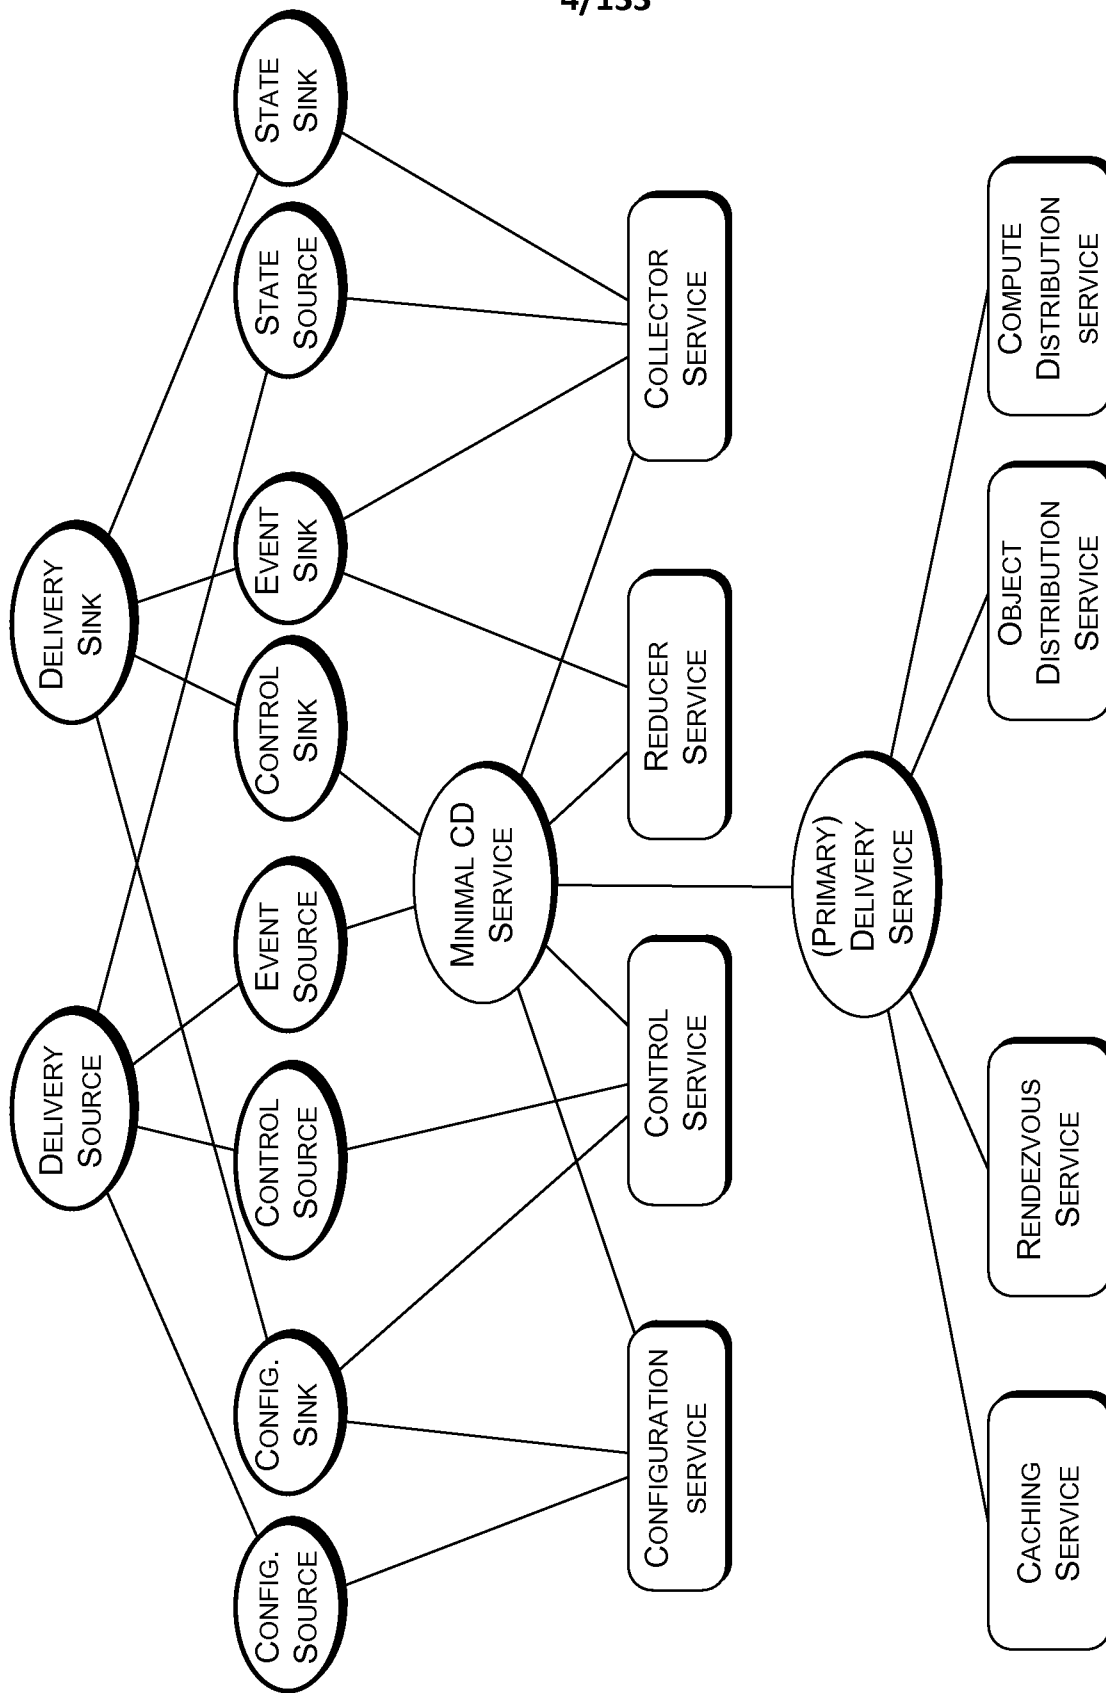 DELIVERY
SOURCE
DELIVERY
SINK
CONFIG.
SOURCE
CONFIG.
SINK
CONTROL
SOURCE
EVENT
SOURCE
CONTROL
SINK
EVENT
SINK
STATE
SOURCE
STATE
SINK
MINIMAL CD
SERVICE
CONFIGURATION
SERVICE
CONTROL
SERVICE
REDUCER
SERVICE
COLLECTOR
SERVICE
(PRIMARY)
DELIVERY
SERVICE
CACHING
SERVICE
RENDEZVOUS
SERVICE
OBJECT
DISTRIBUTION
SERVICE
COMPUTE
DISTRIBUTION
SERVICE